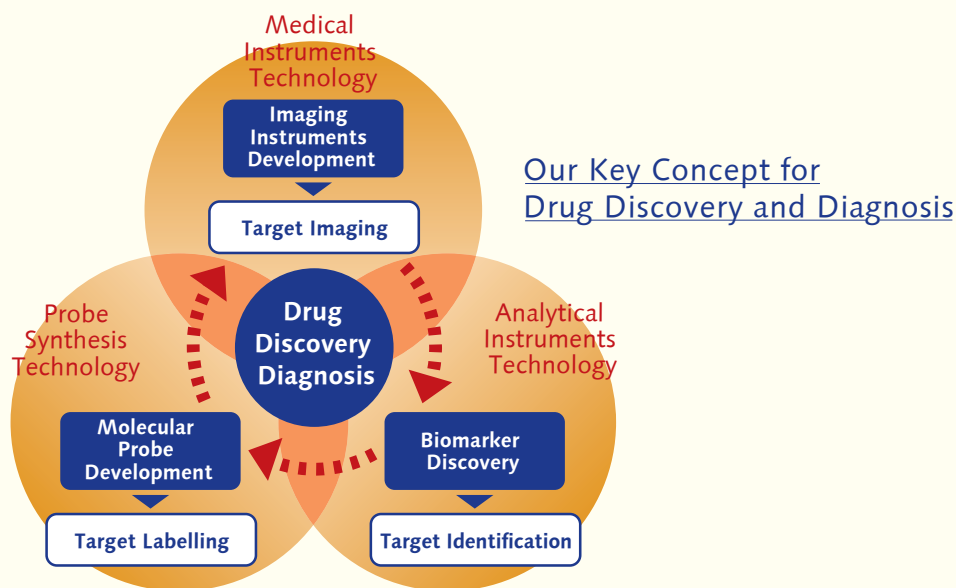 Medical
Instruments
Technology
Imaging
Instruments
Development
Target Imaging
Our Key Concept for
Drug Discovery and Diagnosis
Drug
Discovery
Diagnosis
Probe
Synthesis
Technology
Analytical
Instruments
Technology
Molecular
Probe
Development
Target Labelling
Biomarker
Discovery
Target Identification